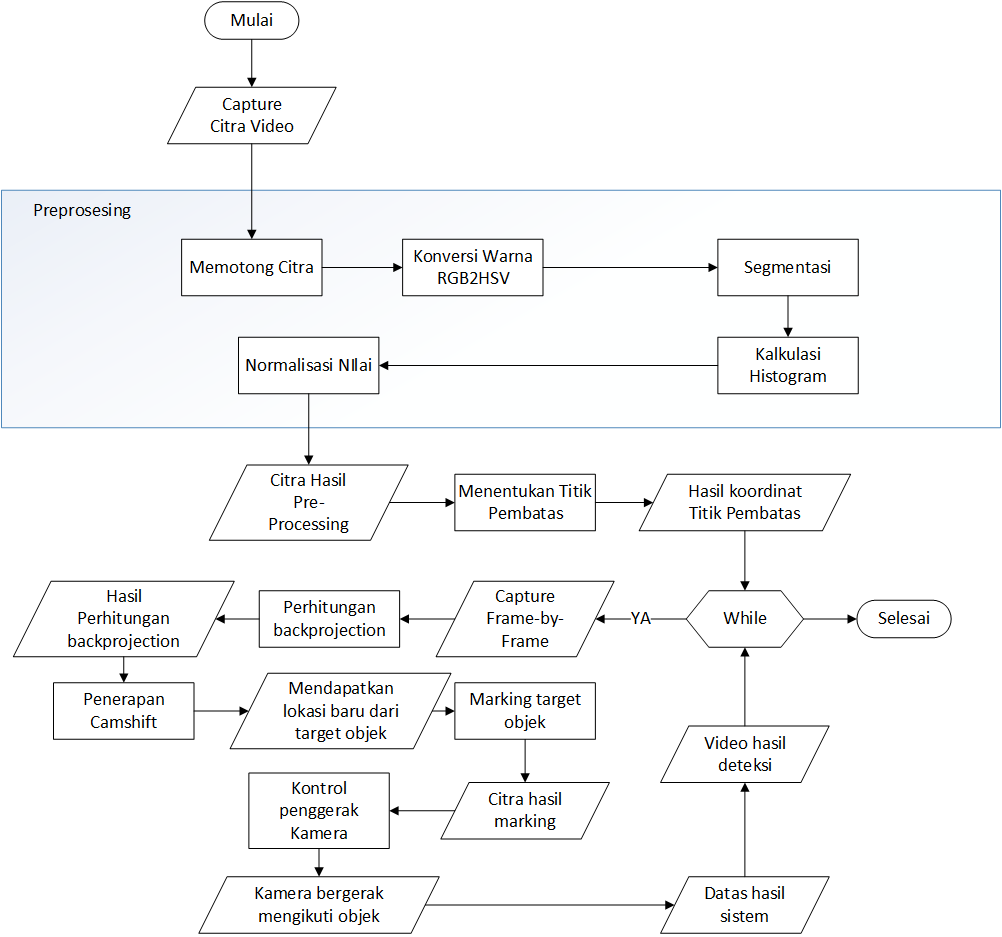 Mulai
Capture
Citra Video
Preprosesing
Memotong Citra
Konversi Warna
RGB2HSV
Segmentasi
Kalkulasi
Histogram
Normalisasi NIlai
Citra Hasil
Pre-
Processing
Menentukan Titik
Pembatas
Hasil koordinat
Titik Pembatas
While
Selesai
YA
Capture
Frame-by-
Frame
Perhitungan
backprojection
Hasil
Perhitungan
backprojection
Penerapan
Camshift
Mendapatkan
lokasi baru dari
target objek
Marking target
objek
Citra hasil
marking
Kontrol
penggerak
Kamera
Kamera bergerak
mengikuti objek
Datas hasil
sistem
Video hasil
deteksi